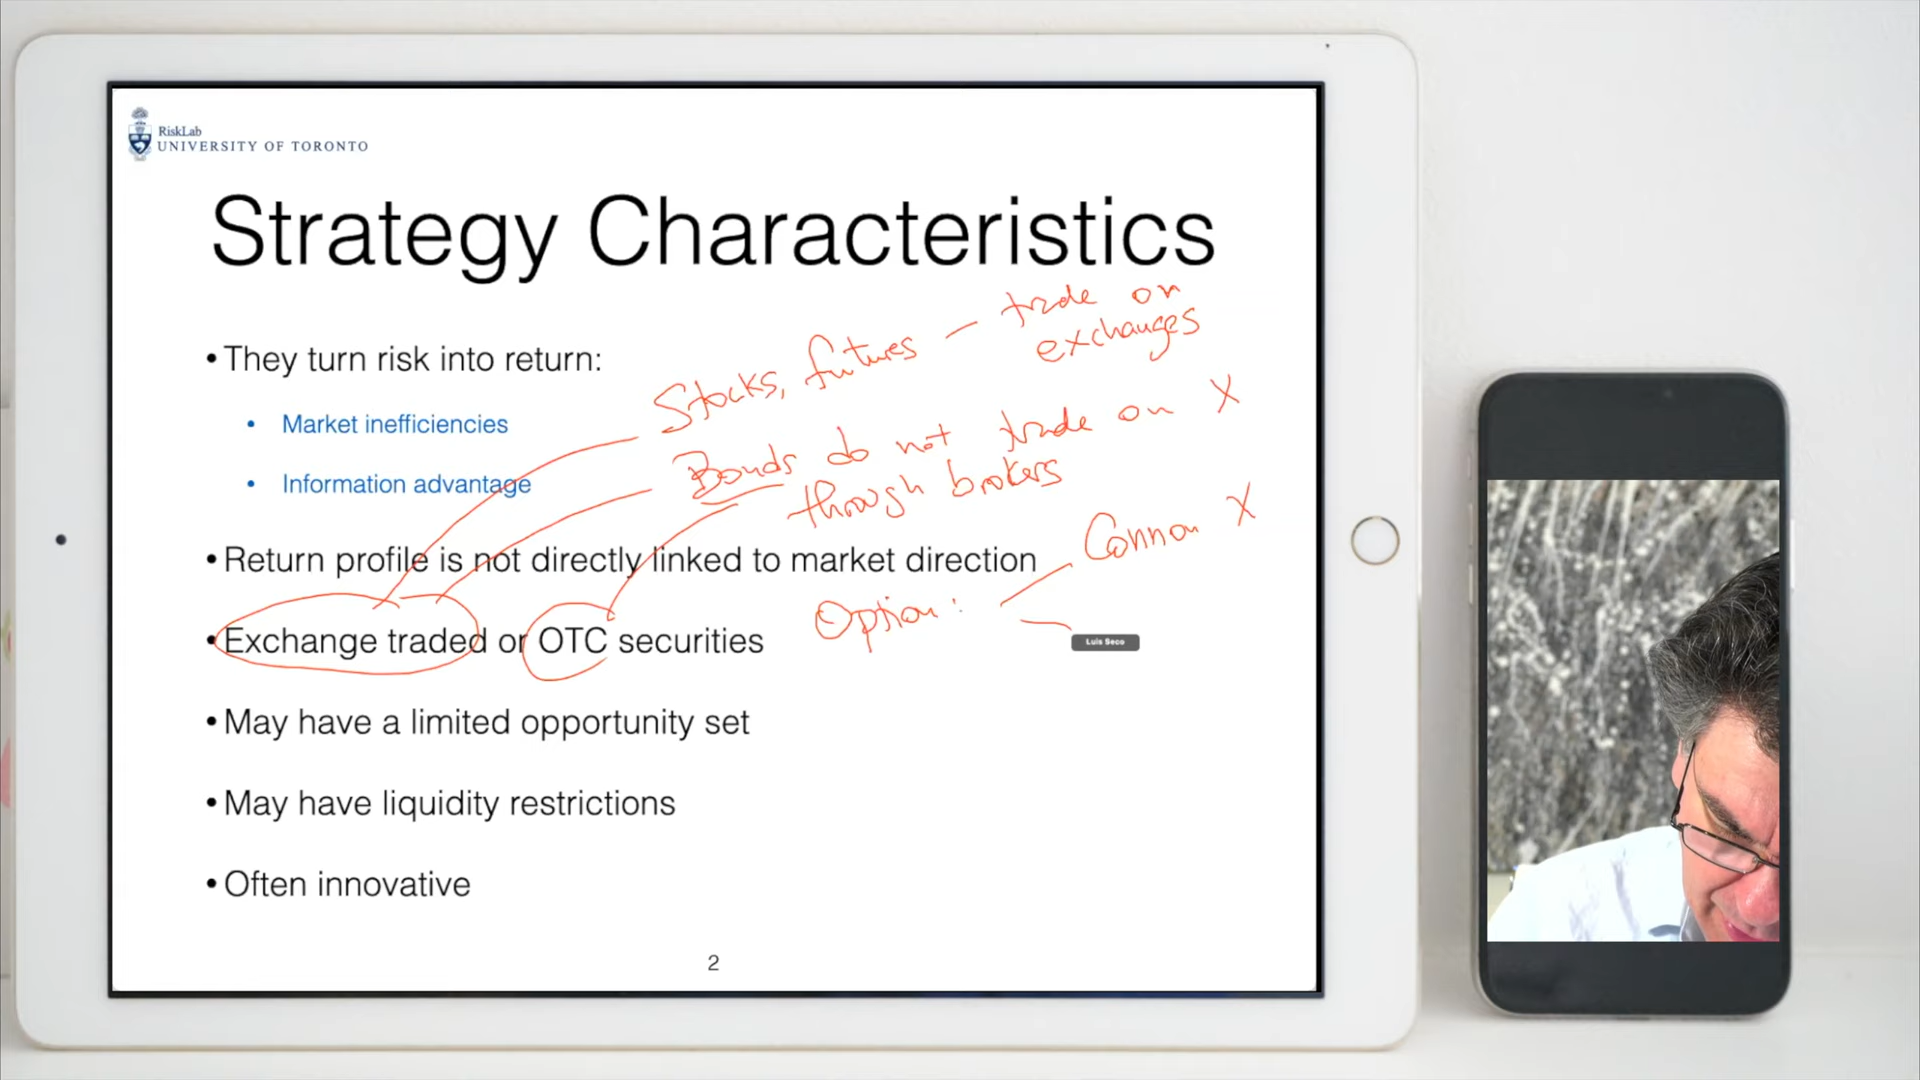 RiskLab
UNIVERSITY OF TORONTO
Strategy Characteristics
• They turn risk into return:
• Market inefficiencies
• Information advantage
• Return profile is not directly linked to market direction
• Exchange traded or OTC securities
• May have a limited opportunity set
• May have liquidity restrictions
• Often innovative
2
Stocks, futures — trade on
exchanges
Bonds do not trade on X
through brokers
Option: Common X
Luis Seco